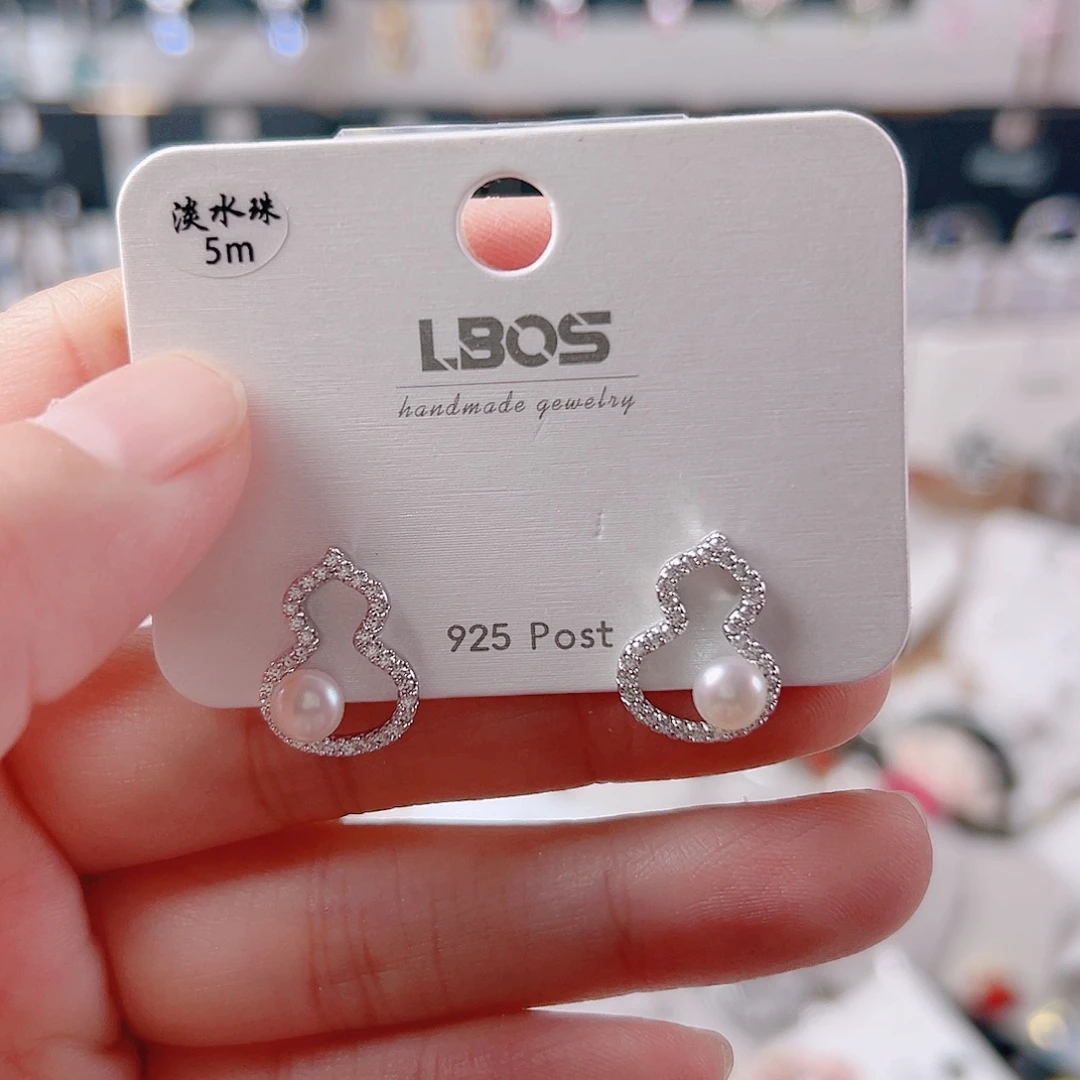 淡水珠
5m
LBOS
handmade gewelry
925 Post